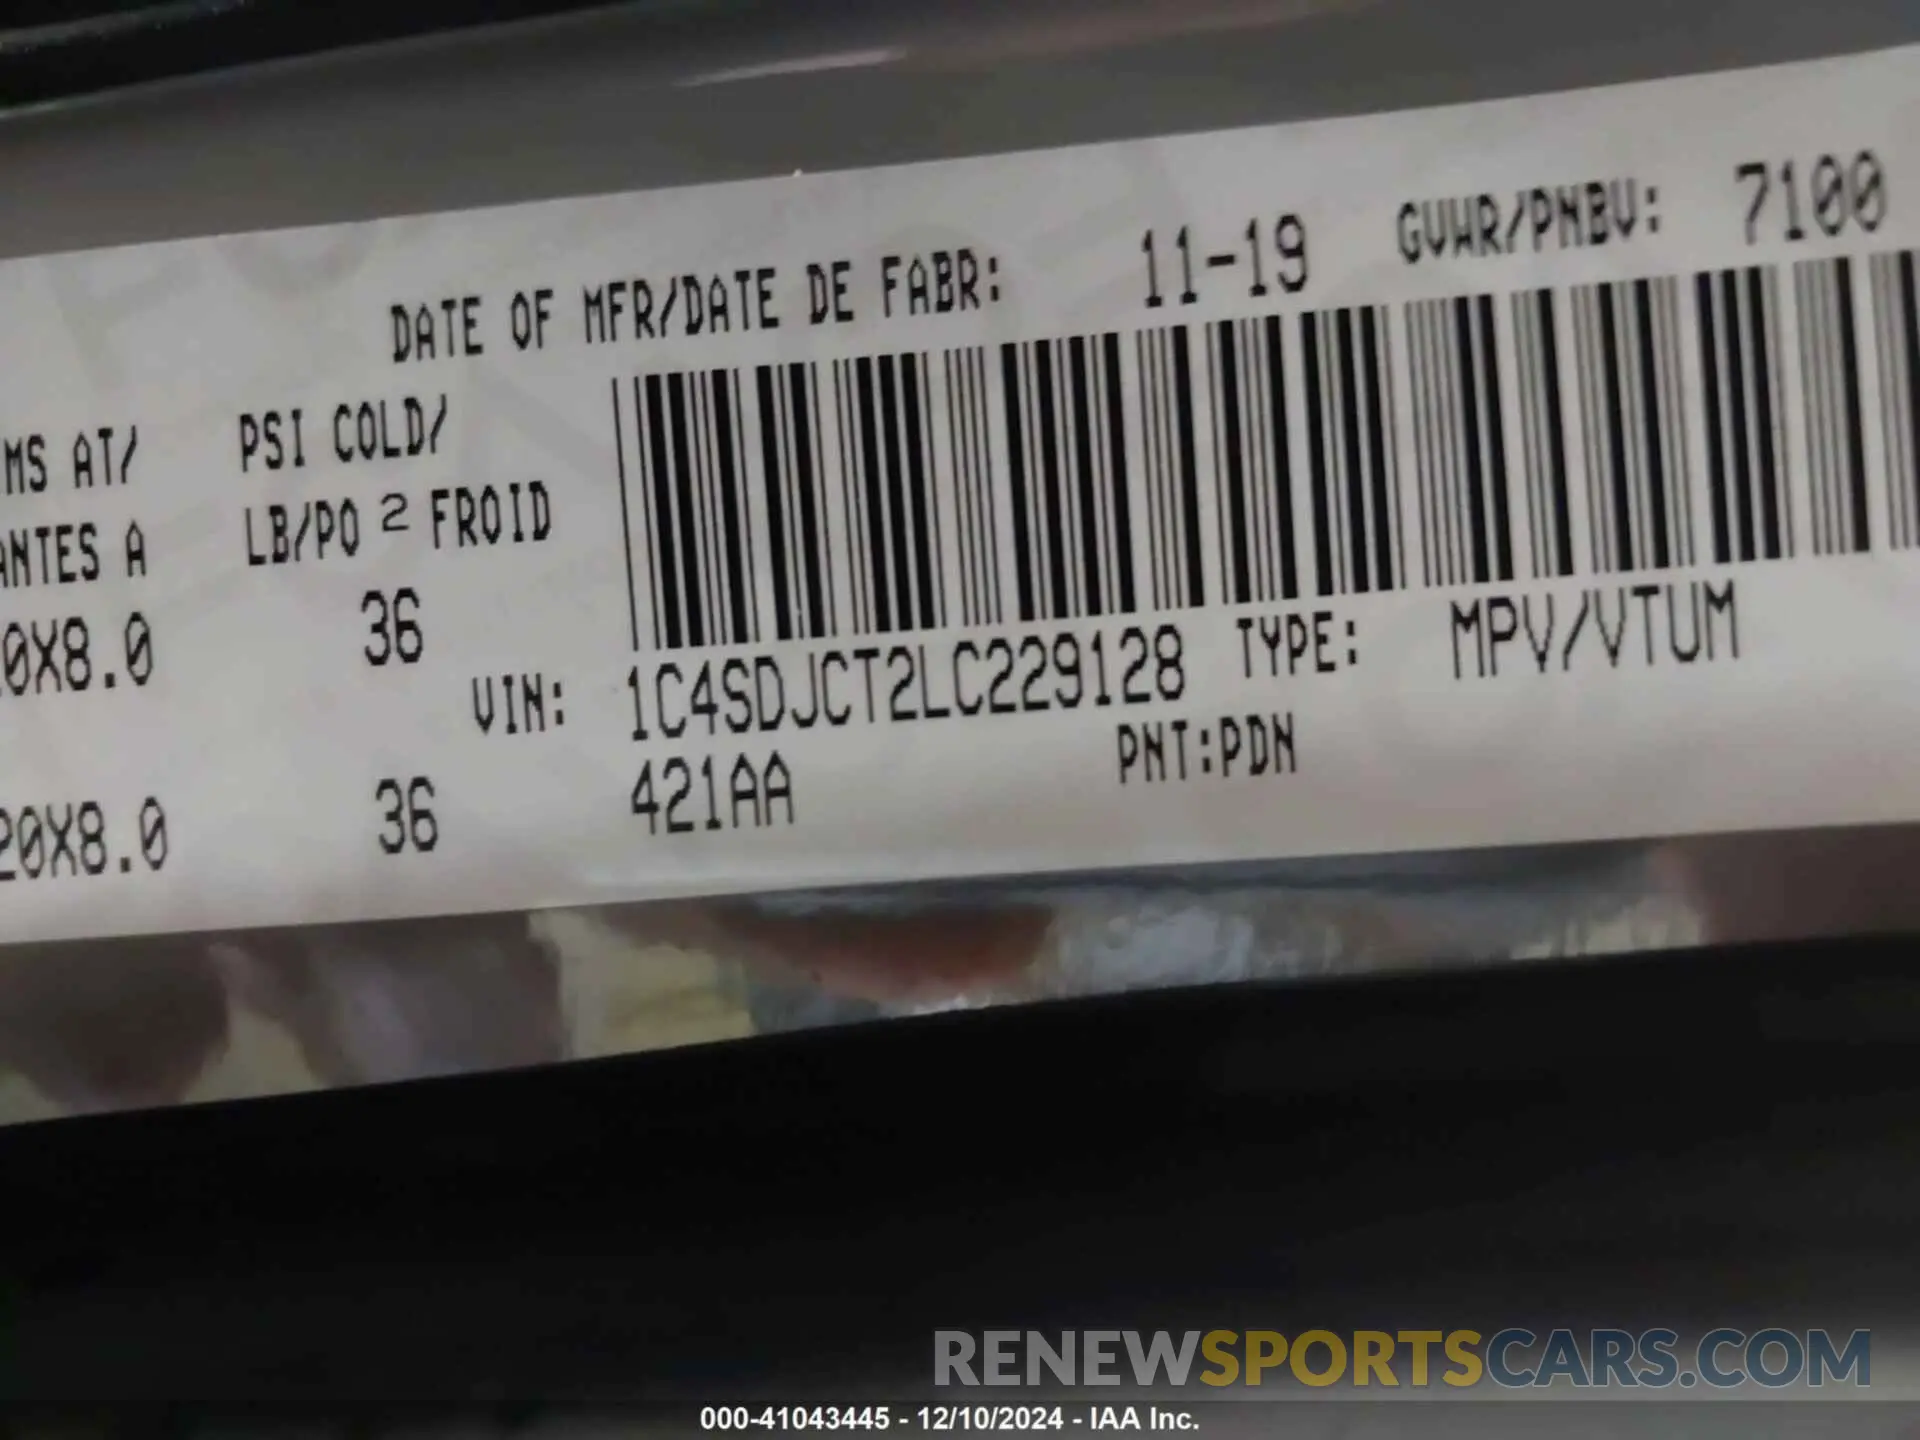 DATE OF MFR/DATE DE FABR: 11-19 GVWR/PNBV: 7100
MS AT/ PSI COLD/
ANTES A LB/PO 2 FROID
0X8.0 36
VIN: 1C4SDJCT2LC229128 TYPE: MPV/VTUM
20X8.0 36 421AA PNT:PDN
RENEWSPORTSCARS.COM
000-41043445 - 12/10/2024 - IAA Inc.